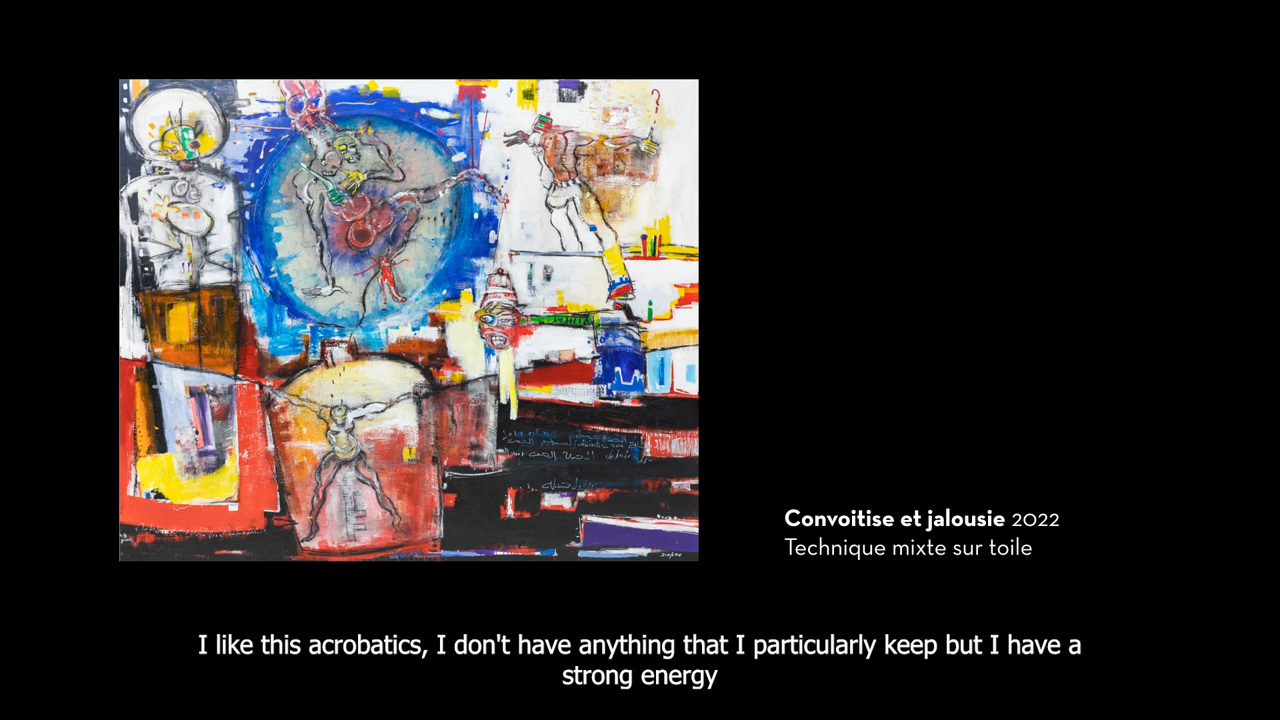 Convoitise et jalousie 2022
Technique mixte sur toile
I like this acrobatics, I don't have anything that I particularly keep but I have a
strong energy